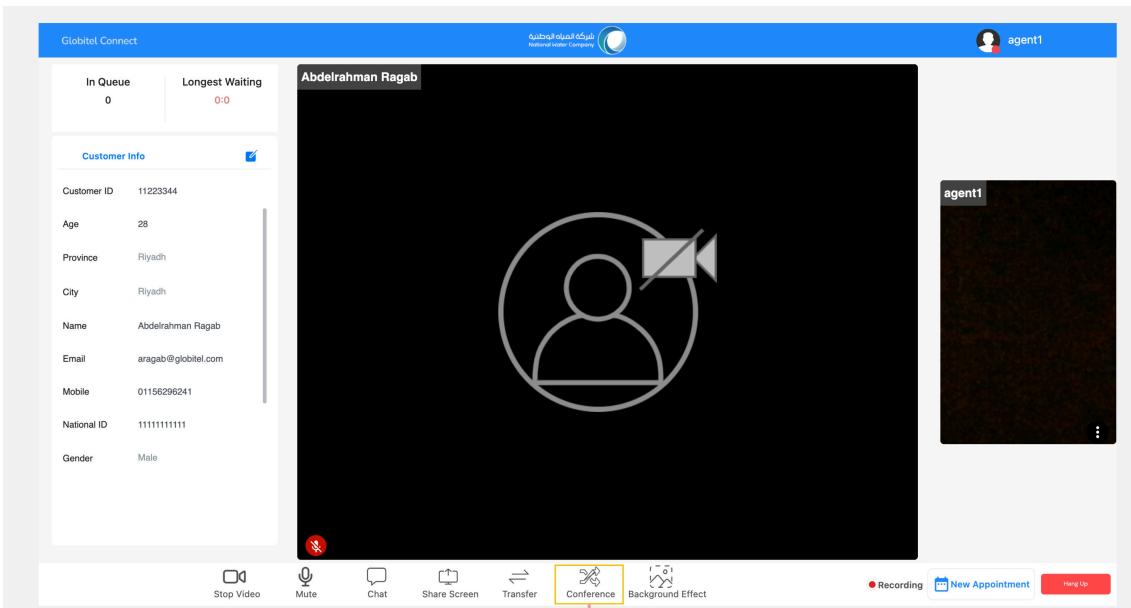 Globitel Connect
شركة المياه الوطنية
National Water Company
agent1
In Queue
0
Longest Waiting
0:0
Customer Info
Customer ID 11223344
Age 28
Province Riyadh
City Riyadh
Name Abdelrahman Ragab
Email aragab@globitel.com
Mobile 01156296241
National ID 11111111111
Gender Male
Abdelrahman Ragab
agent1
Stop Video
Mute
Chat
Share Screen
Transfer
Conference
Background Effect
Recording
New Appointment
Hang Up